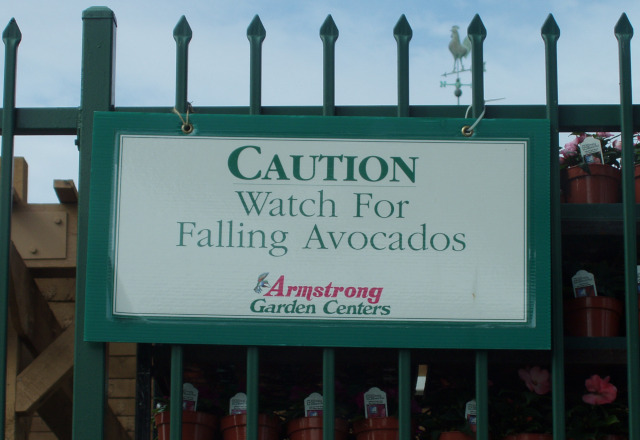 CAUTION
Watch For
Falling Avocados
Armstrong
Garden Centers